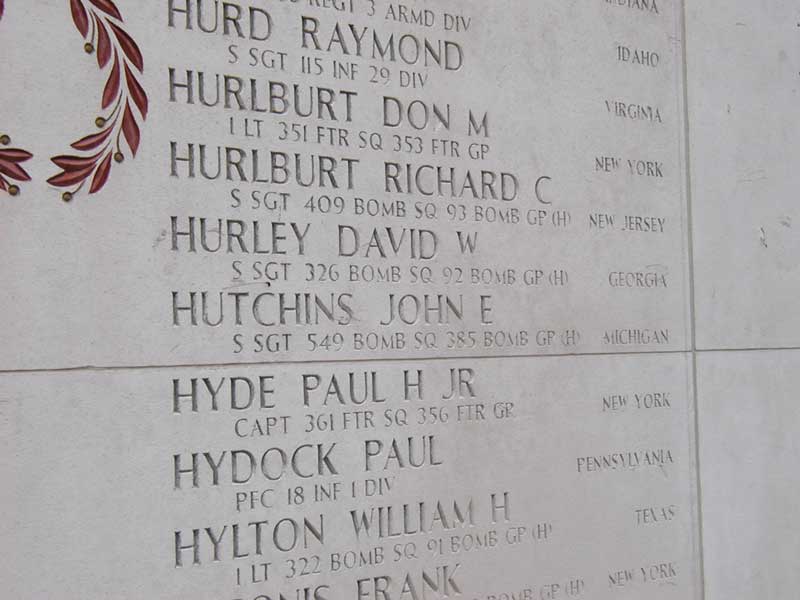 INDIANA
REGT 3 ARMD DIV IDAHO
HURD RAYMOND
S SGT 115 INF 29 DIV VIRGINIA
HURLBURT DON M
1 LT 351 FTR SQ 353 FTR GP NEW YORK
HURLBURT RICHARD C
S SGT 409 BOMB SQ 93 BOMB GP (H) NEW JERSEY
HURLEY DAVID W
S SGT 326 BOMB SQ 92 BOMB GP (H) GEORGIA
HUTCHINS JOHN E
S SGT 549 BOMB SQ 385 BOMB GP (H) MICHIGAN
HYDE PAUL H JR
CAPT 361 FTR SQ 356 FTR GP NEW YORK
HYDOCK PAUL
PFC 18 INF 1 DIV PENNSYLVANIA
HYLTON WILLIAM H
1 LT 322 BOMB SQ 91 BOMB GP (H) TEXAS
FRANK
BOMB GP (H) NEW YORK